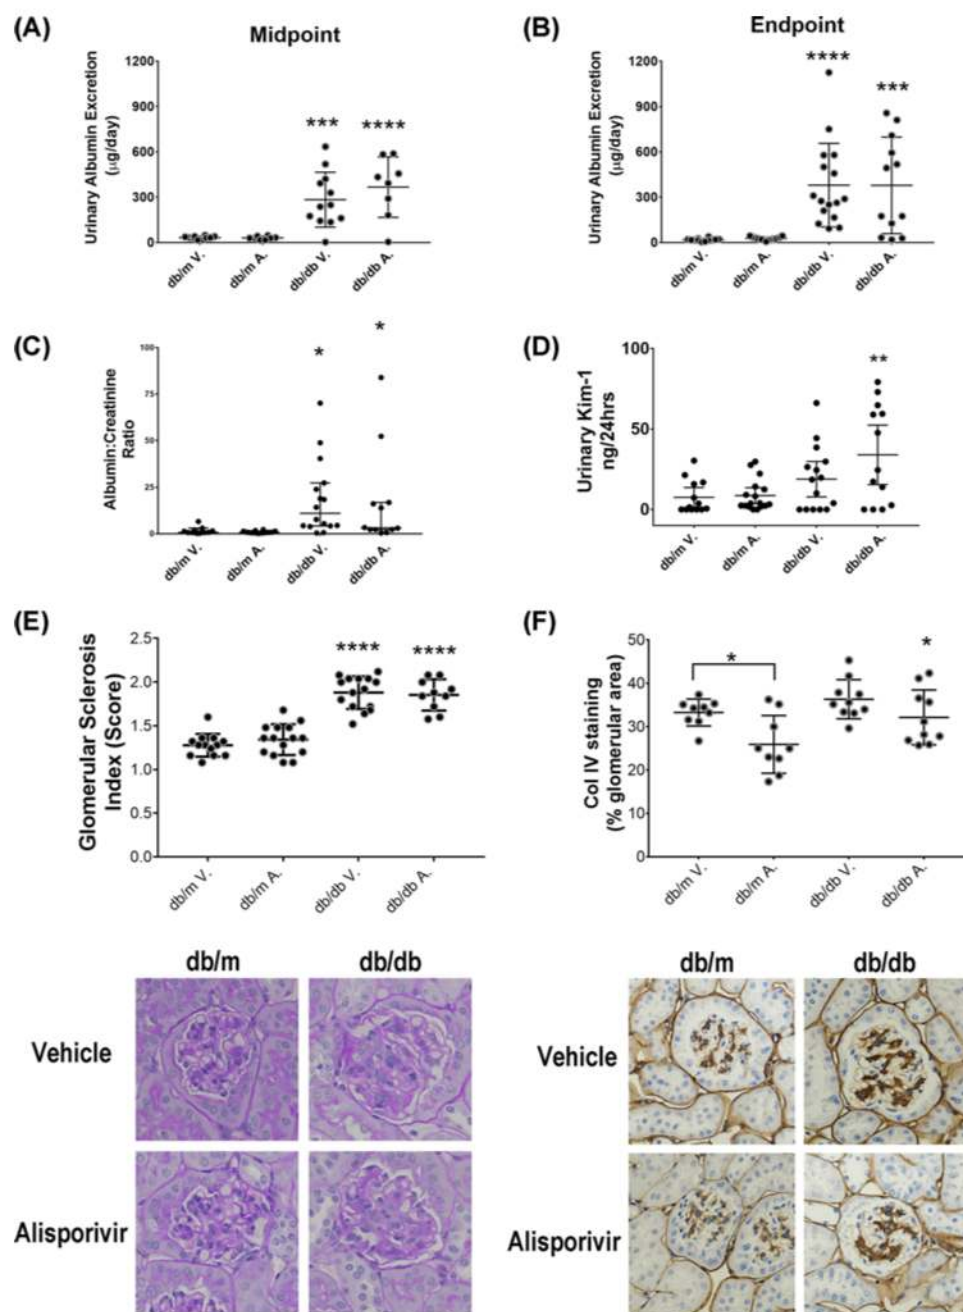 (A)
Midpoint
Urinary Albumin Excretion
(μg/day)
1200
900
600
300
0
***
****
db/m V.
db/m A.
db/db V.
db/db A.
(B)
Endpoint
Urinary Albumin Excretion
(μg/day)
1200
900
600
300
0
****
***
db/m V.
db/m A.
db/db V.
db/db A.
(C)
Albumin:Creatinine
Ratio
100
75
50
25
0
*
*
db/m V.
db/m A.
db/db V.
db/db A.
(D)
Urinary Kim-1
ng/24hrs
100
50
0
**
db/m V.
db/m A.
db/db V.
db/db A.
(E)
Glomerular Sclerosis
Index (Score)
2.5
2.0
1.5
1.0
0.5
0.0
****
****
db/m V.
db/m A.
db/db V.
db/db A.
(F)
Col IV staining
(% glomerular area)
50
40
30
20
10
0
*
*
db/m V.
db/m A.
db/db V.
db/db A.
db/m
db/db
Vehicle
Alisporivir
db/m
db/db
Vehicle
Alisporivir